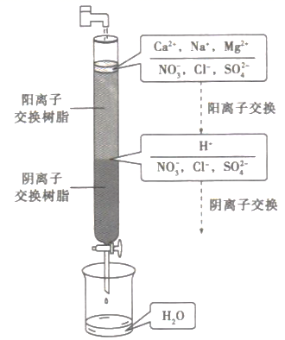 Ca²⁺, Na⁺, Mg²⁺
NO₃⁻, Cl⁻, SO₄²⁻
阳离子
交换树脂
阳离子交换
H⁺
NO₃⁻, Cl⁻, SO₄²⁻
阴离子
交换树脂
阴离子交换
H₂O